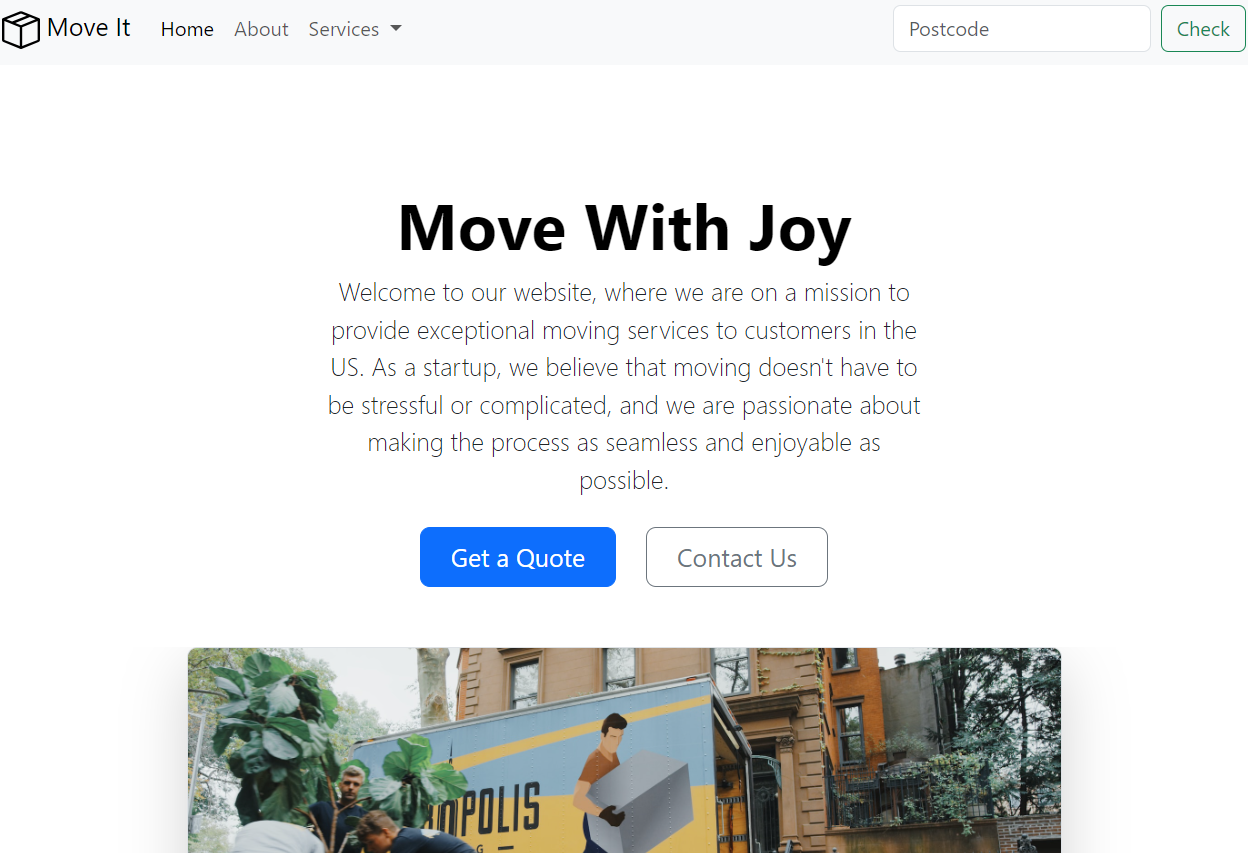 Move It
Home About Services
Postcode Check
Move With Joy
Welcome to our website, where we are on a mission to
provide exceptional moving services to customers in the
US. As a startup, we believe that moving doesn't have to
be stressful or complicated, and we are passionate about
making the process as seamless and enjoyable as
possible.
Get a Quote Contact Us